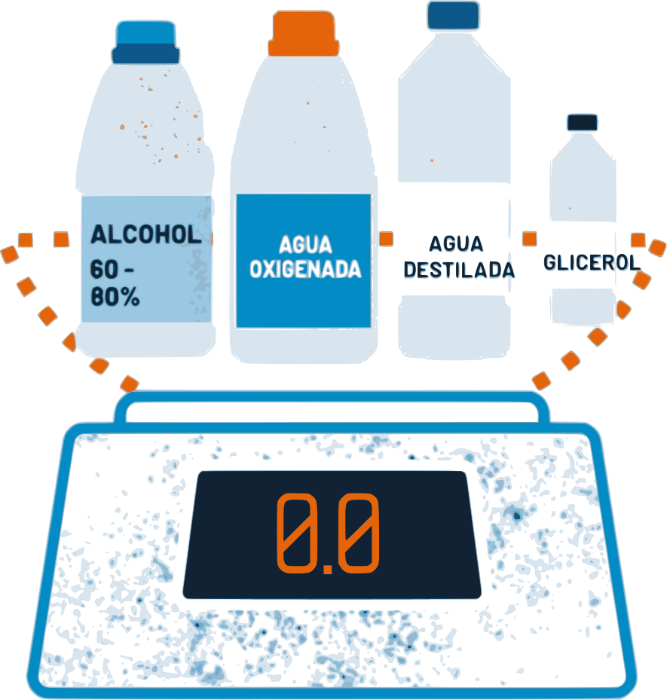 ALCOHOL
60 -
80%
AGUA
OXIGENADA
AGUA
DESTILADA
GLICEROL
0.0